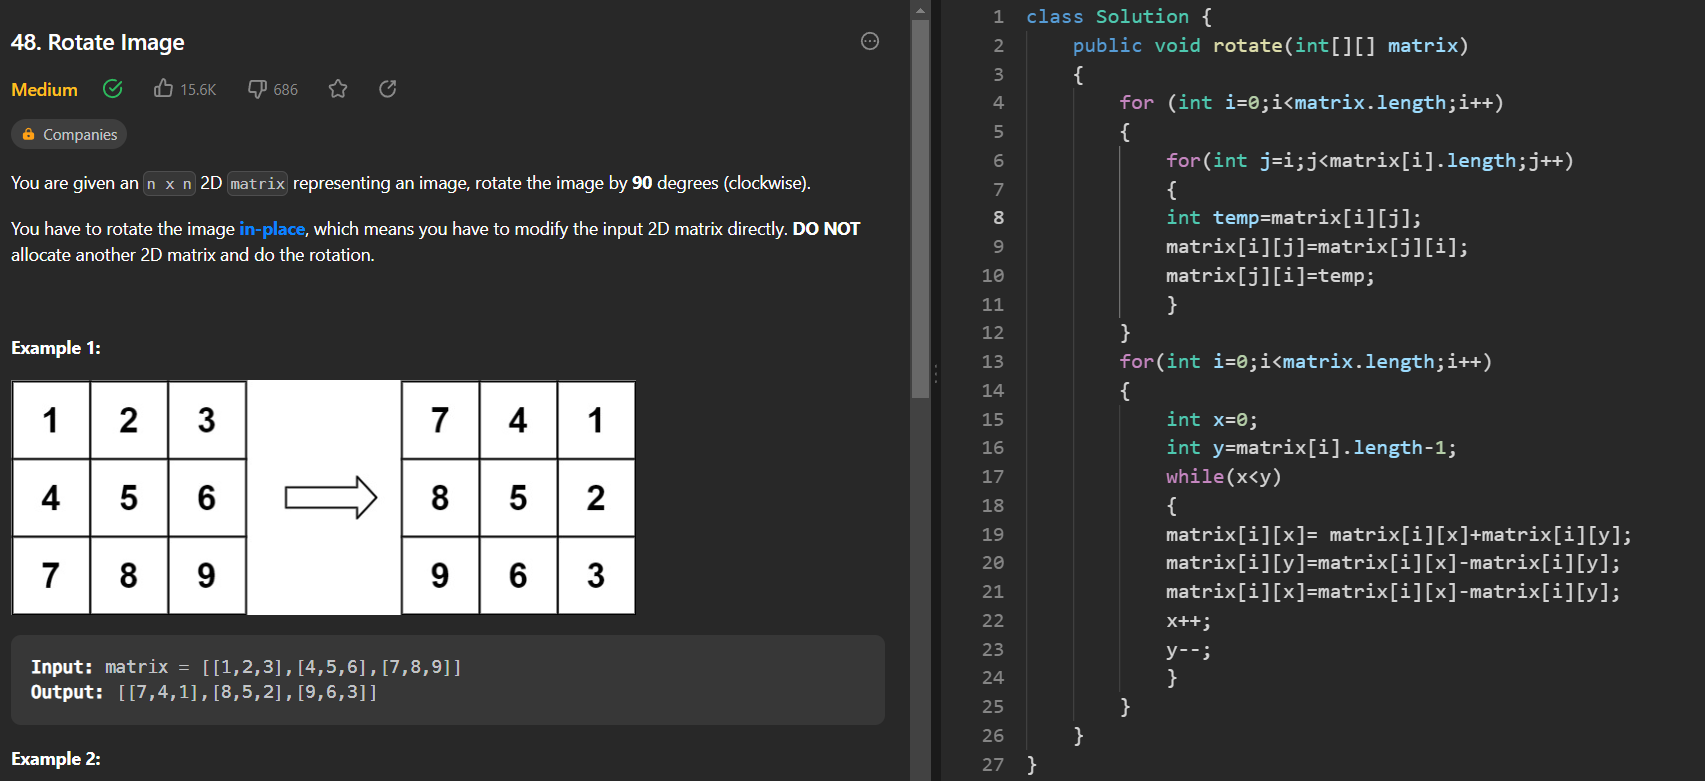 48. Rotate Image
Medium 15.6K 686
Companies
You are given an n x n 2D matrix representing an image, rotate the image by 90 degrees (clockwise).
You have to rotate the image in-place, which means you have to modify the input 2D matrix directly. DO NOT
allocate another 2D matrix and do the rotation.
Example 1:
1 2 3 7 4 1
4 5 6 8 5 2
7 8 9 9 6 3
Input: matrix = [[1,2,3],[4,5,6],[7,8,9]]
Output: [[7,4,1],[8,5,2],[9,6,3]]
Example 2:
1 class Solution {
2 public void rotate(int[][] matrix)
3 {
4 for (int i=0;i<matrix.length;i++)
5 {
6 for(int j=i;j<matrix[i].length;j++)
7 {
8 int temp=matrix[i][j];
9 matrix[i][j]=matrix[j][i];
10 matrix[j][i]=temp;
11 }
12 }
13 for(int i=0;i<matrix.length;i++)
14 {
15 int x=0;
16 int y=matrix[i].length-1;
17 while(x<y)
18 {
19 matrix[i][x]= matrix[i][x]+matrix[i][y];
20 matrix[i][y]=matrix[i][x]-matrix[i][y];
21 matrix[i][x]=matrix[i][x]-matrix[i][y];
22 x++;
23 y--;
24 }
25 }
26 }
27 }